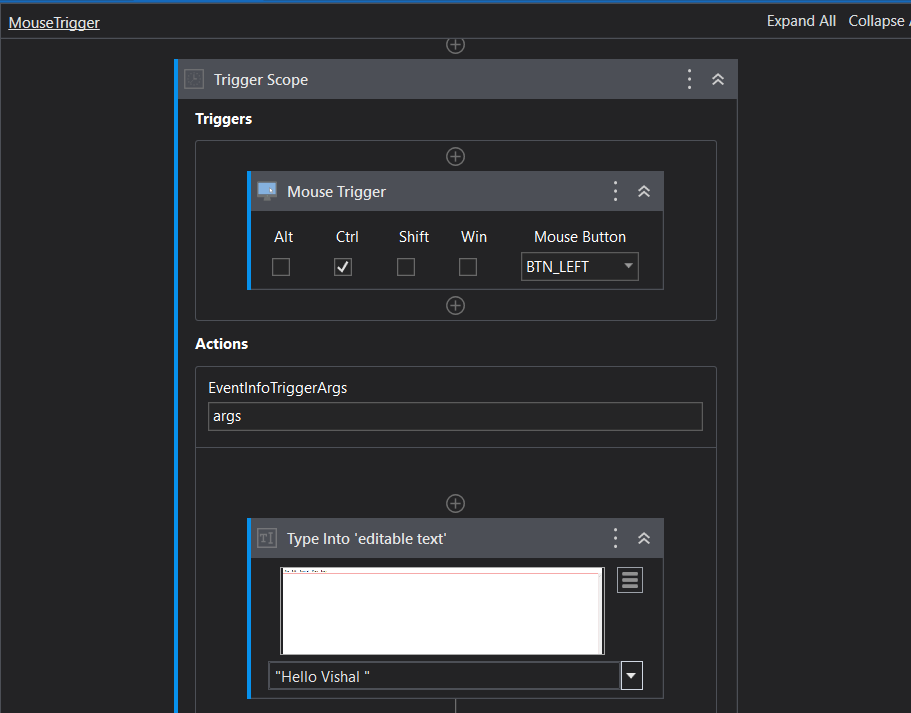 MouseTrigger
Expand All Collapse
Trigger Scope
Triggers
Mouse Trigger
Alt Ctrl Shift Win Mouse Button
BTN_LEFT
Actions
EventInfoTriggerArgs
args
Type Into 'editable text'
"Hello Vishal "